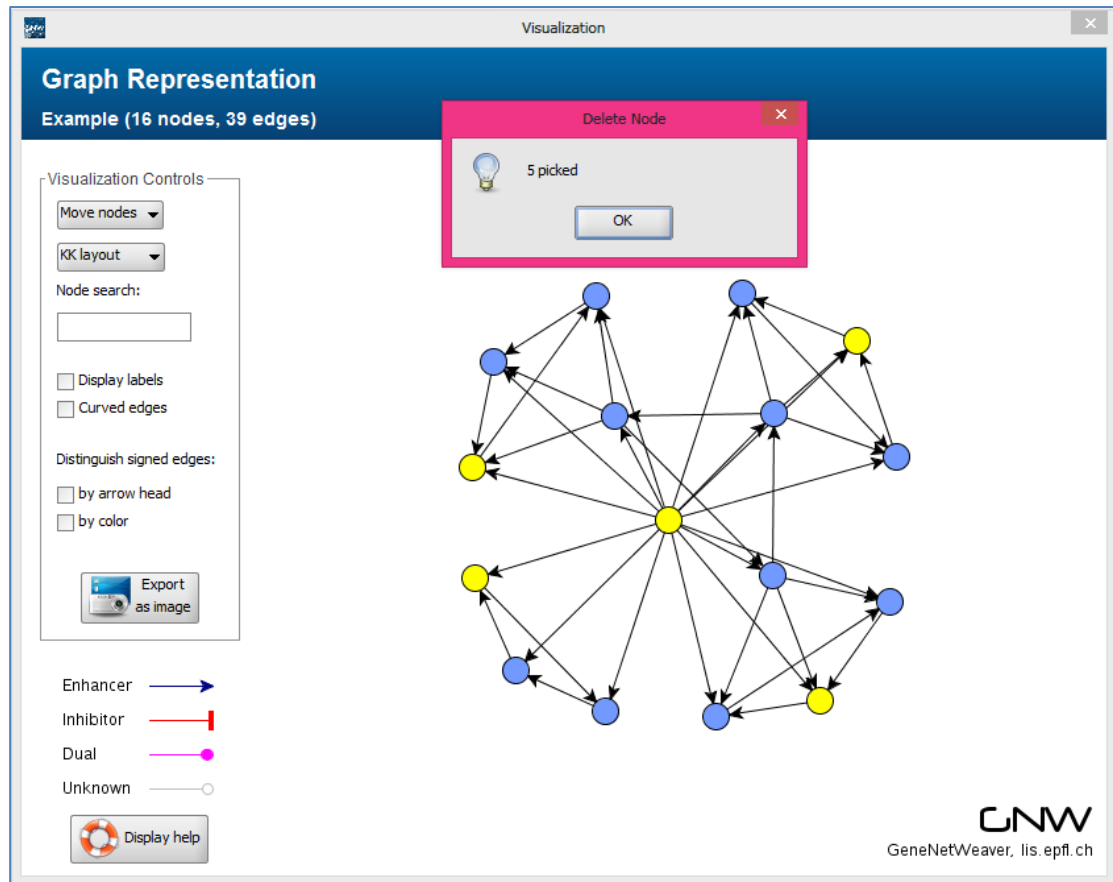 Visualization
Graph Representation
Example (16 nodes, 39 edges)
Delete Node
5 picked
OK
Visualization Controls
Move nodes
KK layout
Node search:
Display labels
Curved edges
Distinguish signed edges:
by arrow head
by color
Export
as image
Enhancer
Inhibitor
Dual
Unknown
Display help
GNW
GeneNetWeaver, lis.epfl.ch